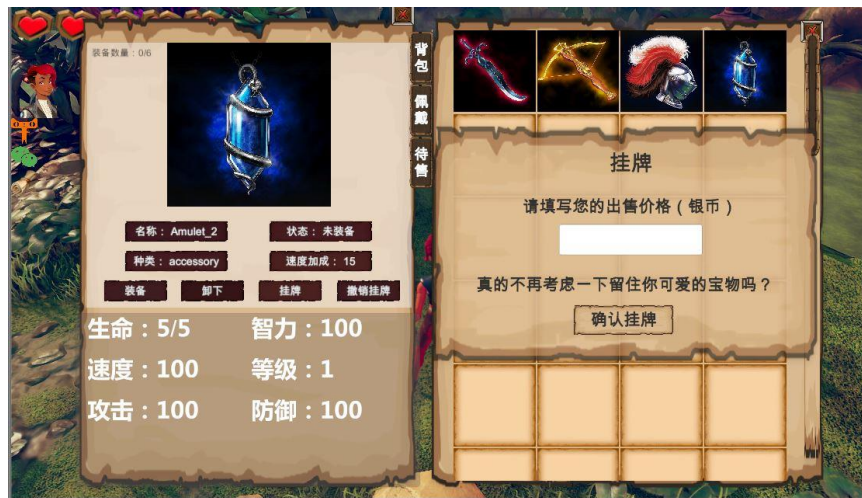 装备数量：0/6
背包
佩戴
待售
名称： Amulet_2
状态： 未装备
种类： accessory
速度加成： 15
装备
卸下
挂牌
撤销挂牌
生命：5/5
智力：100
速度：100
等级：1
攻击：100
防御：100
挂牌
请填写您的出售价格（银币）
真的不再考虑一下留住你可爱的宝物吗？
确认挂牌